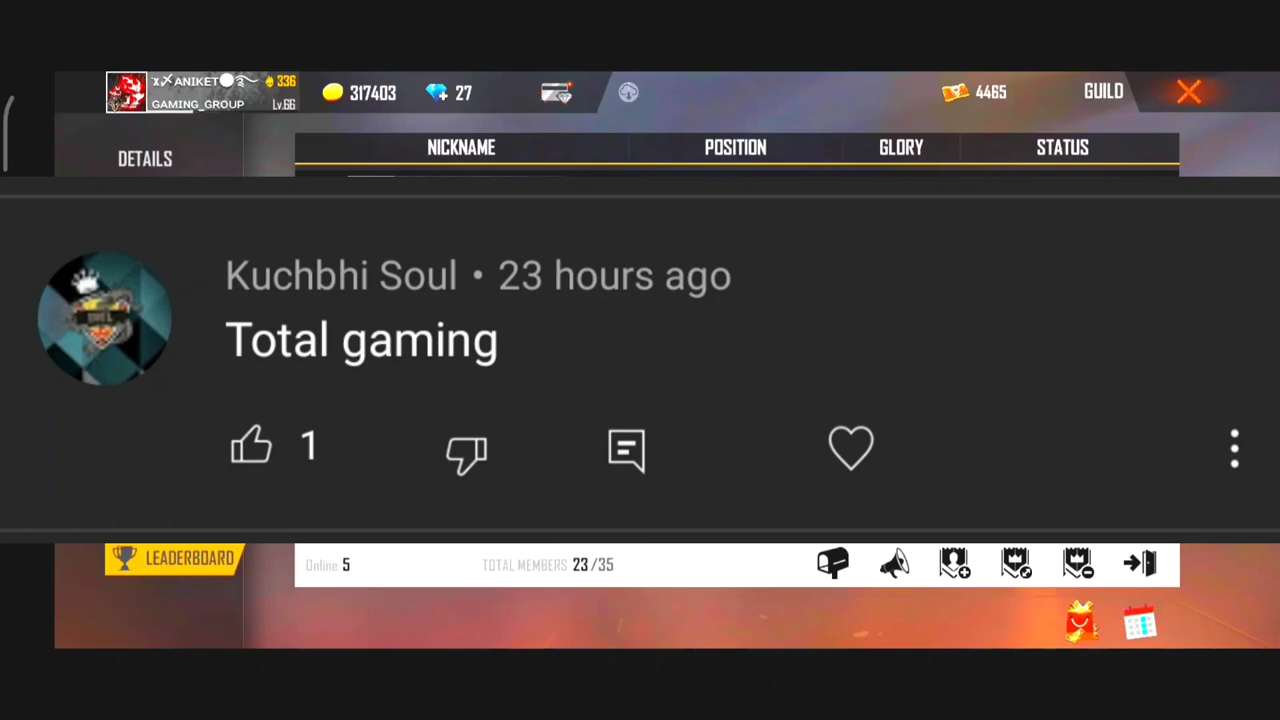 ANIKET 336
GAMING_GROUP Lv.66
317403
27
4465
GUILD
DETAILS
NICKNAME POSITION GLORY STATUS
Kuchbhi Soul • 23 hours ago
Total gaming
1
LEADERBOARD
Online 5
TOTAL MEMBERS 23/35